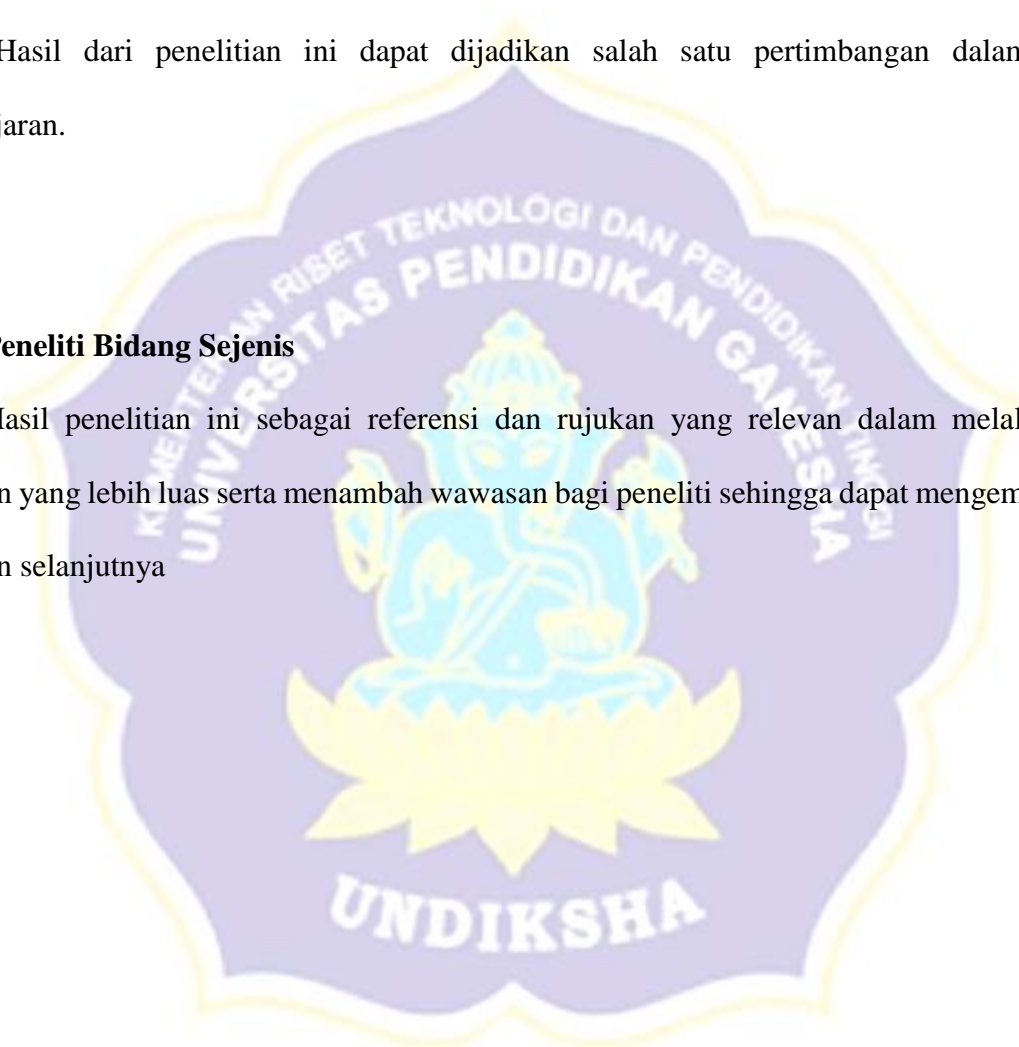 Hasil dari penelitian ini dapat dijadikan salah satu pertimbangan dalam
jaran.
KEMENTERIAN RISET TEKNOLOGI DAN PENDIDIKAN TINGGI
UNIVERSITAS PENDIDIKAN GANESHA
Peneliti Bidang Sejenis
Hasil penelitian ini sebagai referensi dan rujukan yang relevan dalam melak
n yang lebih luas serta menambah wawasan bagi peneliti sehingga dapat mengem
n selanjutnya
UNDIKSHA